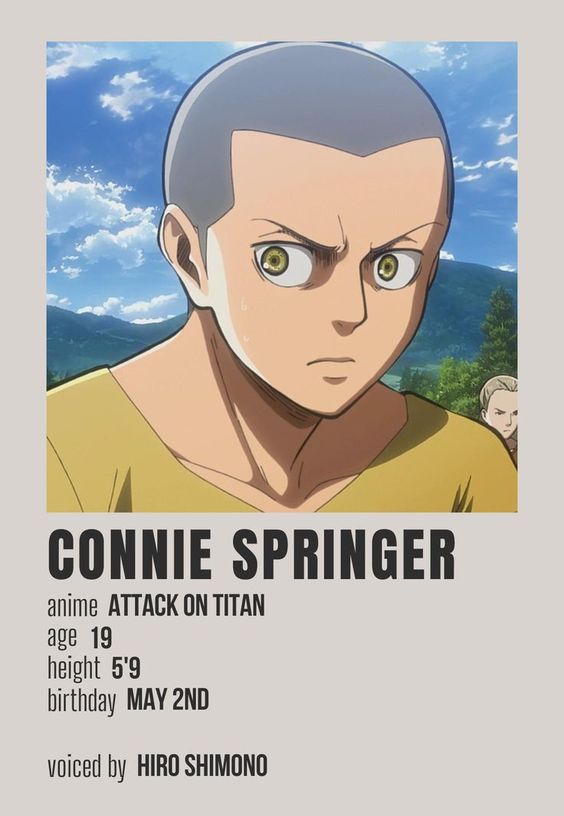 CONNIE SPRINGER
anime ATTACK ON TITAN
age 19
height 5'9
birthday MAY 2ND
voiced by HIRO SHIMONO